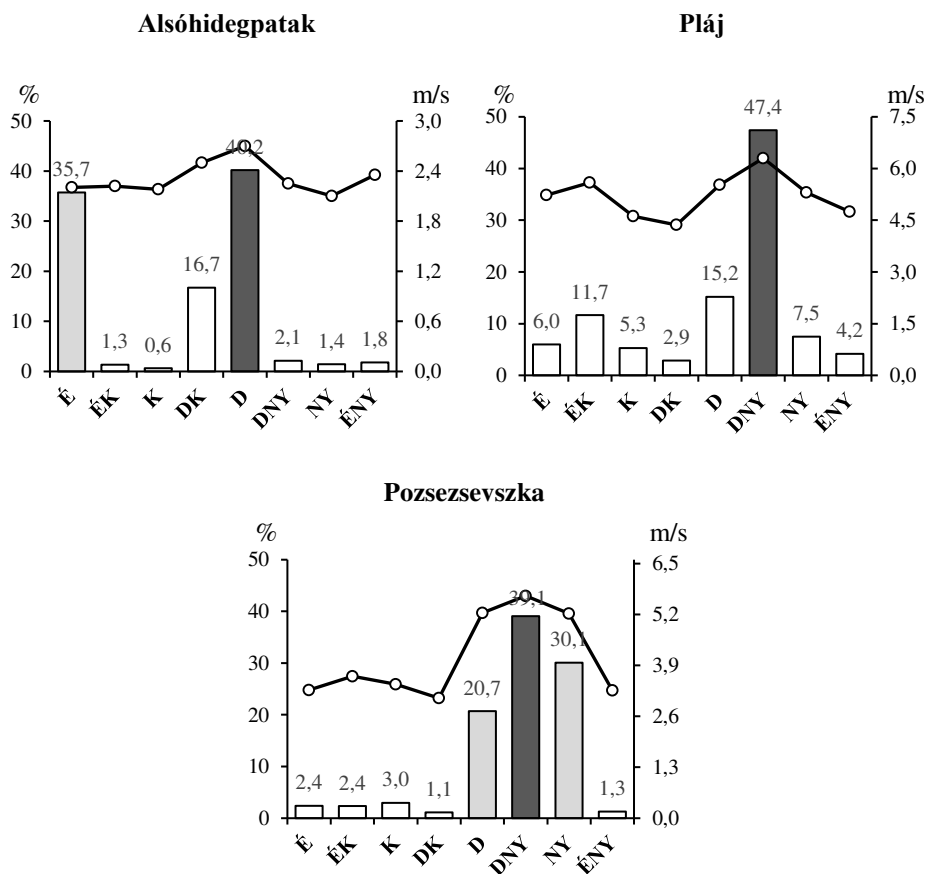 Alsóhidegpatak
% m/s
50 3,0
40 2,4
30 1,8
20 1,2
10 0,6
0 0,0
35,7 1,3 0,6 16,7 40,2 2,1 1,4 1,8
É ÉK K DK D DNY NY ÉNY
Pláj
% m/s
50 7,5
40 6,0
30 4,5
20 3,0
10 1,5
0 0,0
6,0 11,7 5,3 2,9 15,2 47,4 7,5 4,2
É ÉK K DK D DNY NY ÉNY
Pozsezsevszka
% m/s
50 6,5
40 5,2
30 3,9
20 2,6
10 1,3
0 0,0
2,4 2,4 3,0 1,1 20,7 39,1 30,1 1,3
É ÉK K DK D DNY NY ÉNY